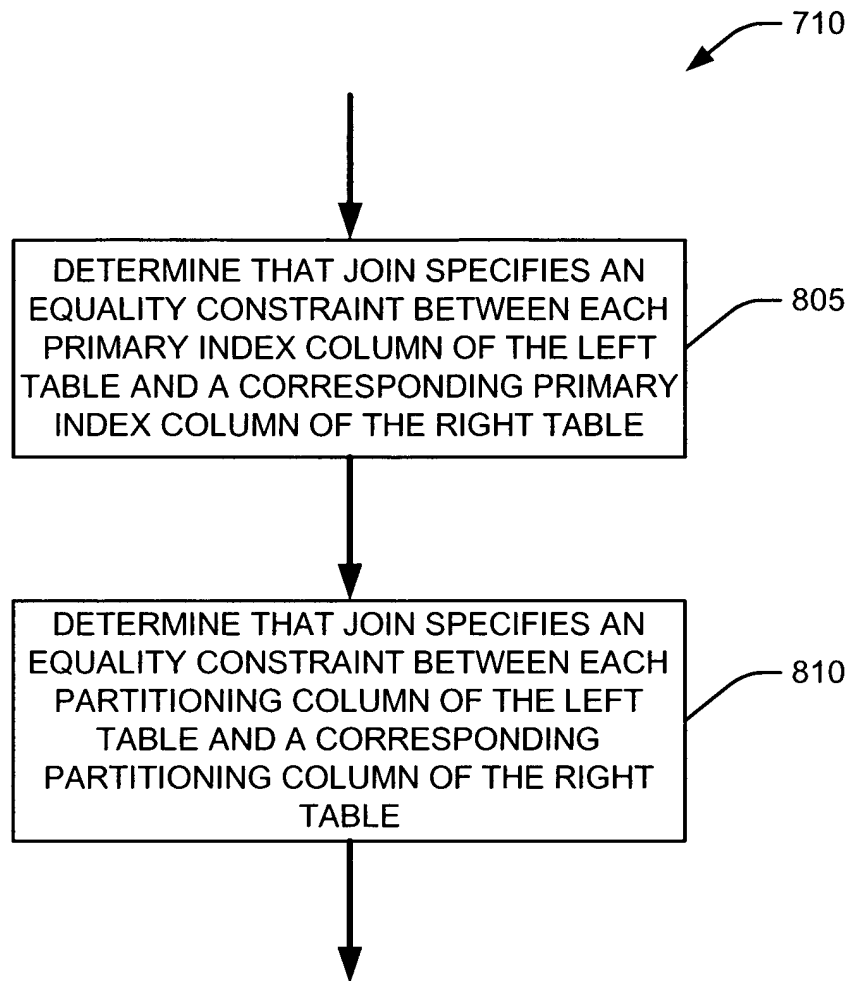 710
DETERMINE THAT JOIN SPECIFIES AN
EQUALITY CONSTRAINT BETWEEN EACH
PRIMARY INDEX COLUMN OF THE LEFT
TABLE AND A CORRESPONDING PRIMARY
INDEX COLUMN OF THE RIGHT TABLE
805
DETERMINE THAT JOIN SPECIFIES AN
EQUALITY CONSTRAINT BETWEEN EACH
PARTITIONING COLUMN OF THE LEFT
TABLE AND A CORRESPONDING
PARTITIONING COLUMN OF THE RIGHT
TABLE
810